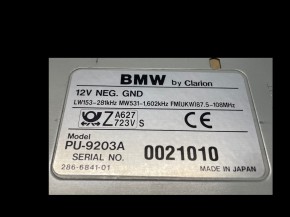 BMW by Clarion
12V NEG. GND
LW153-281kHz MW531-1,602kHz FM(UKW)87.5-108MHz
Z A627 723V S CE
Model
PU-9203A
SERIAL NO. 0021010
286-6841-01 MADE IN JAPAN